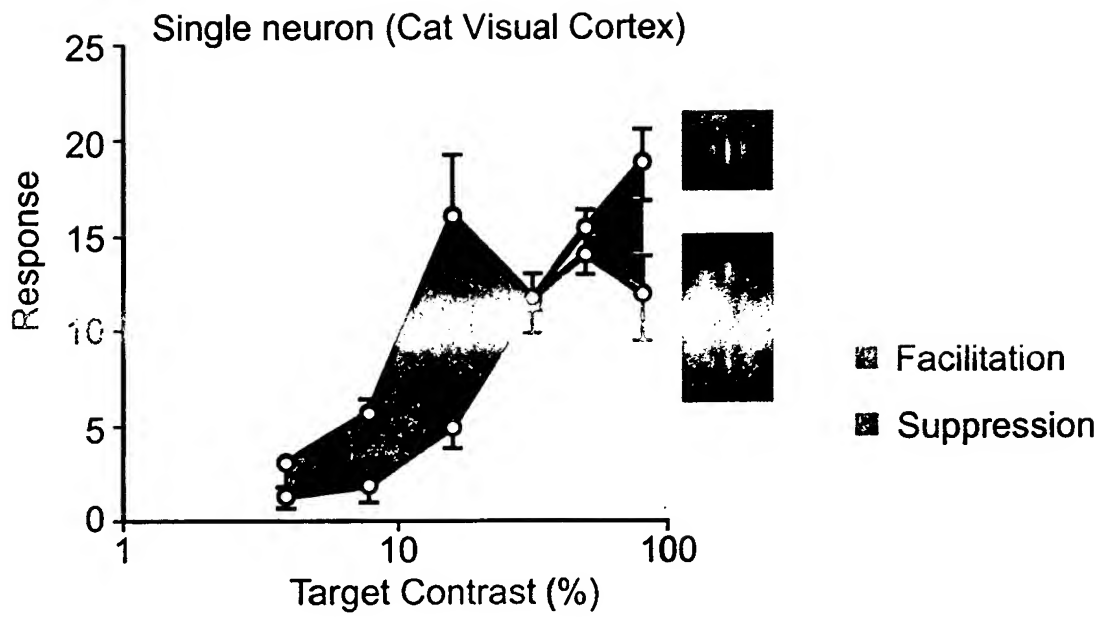 Single neuron (Cat Visual Cortex)
25
20
15
10
5
0
Response
1 10 100
Target Contrast (%)
Facilitation
Suppression